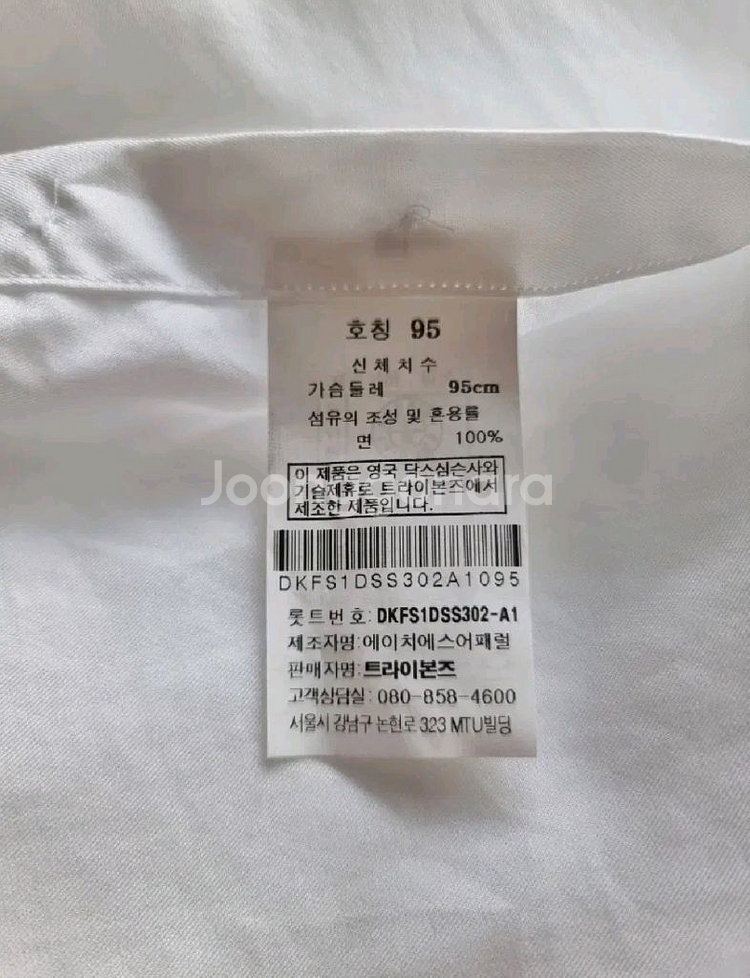 호칭 95
신체치수
가슴둘레 95cm
섬유의 조성 및 혼용률
면 100%
이 제품은 영국 닥스심슨사와
기술제휴로 트라이본즈에서
제조한 제품입니다.
DKFS1DSS302A1095
롯트번호: DKFS1DSS302-A1
제조자명:에이치에스어패럴
판매자명:트라이본즈
고객상담실: 080-858-4600
서울시 강남구 논현로 323 MTU빌딩